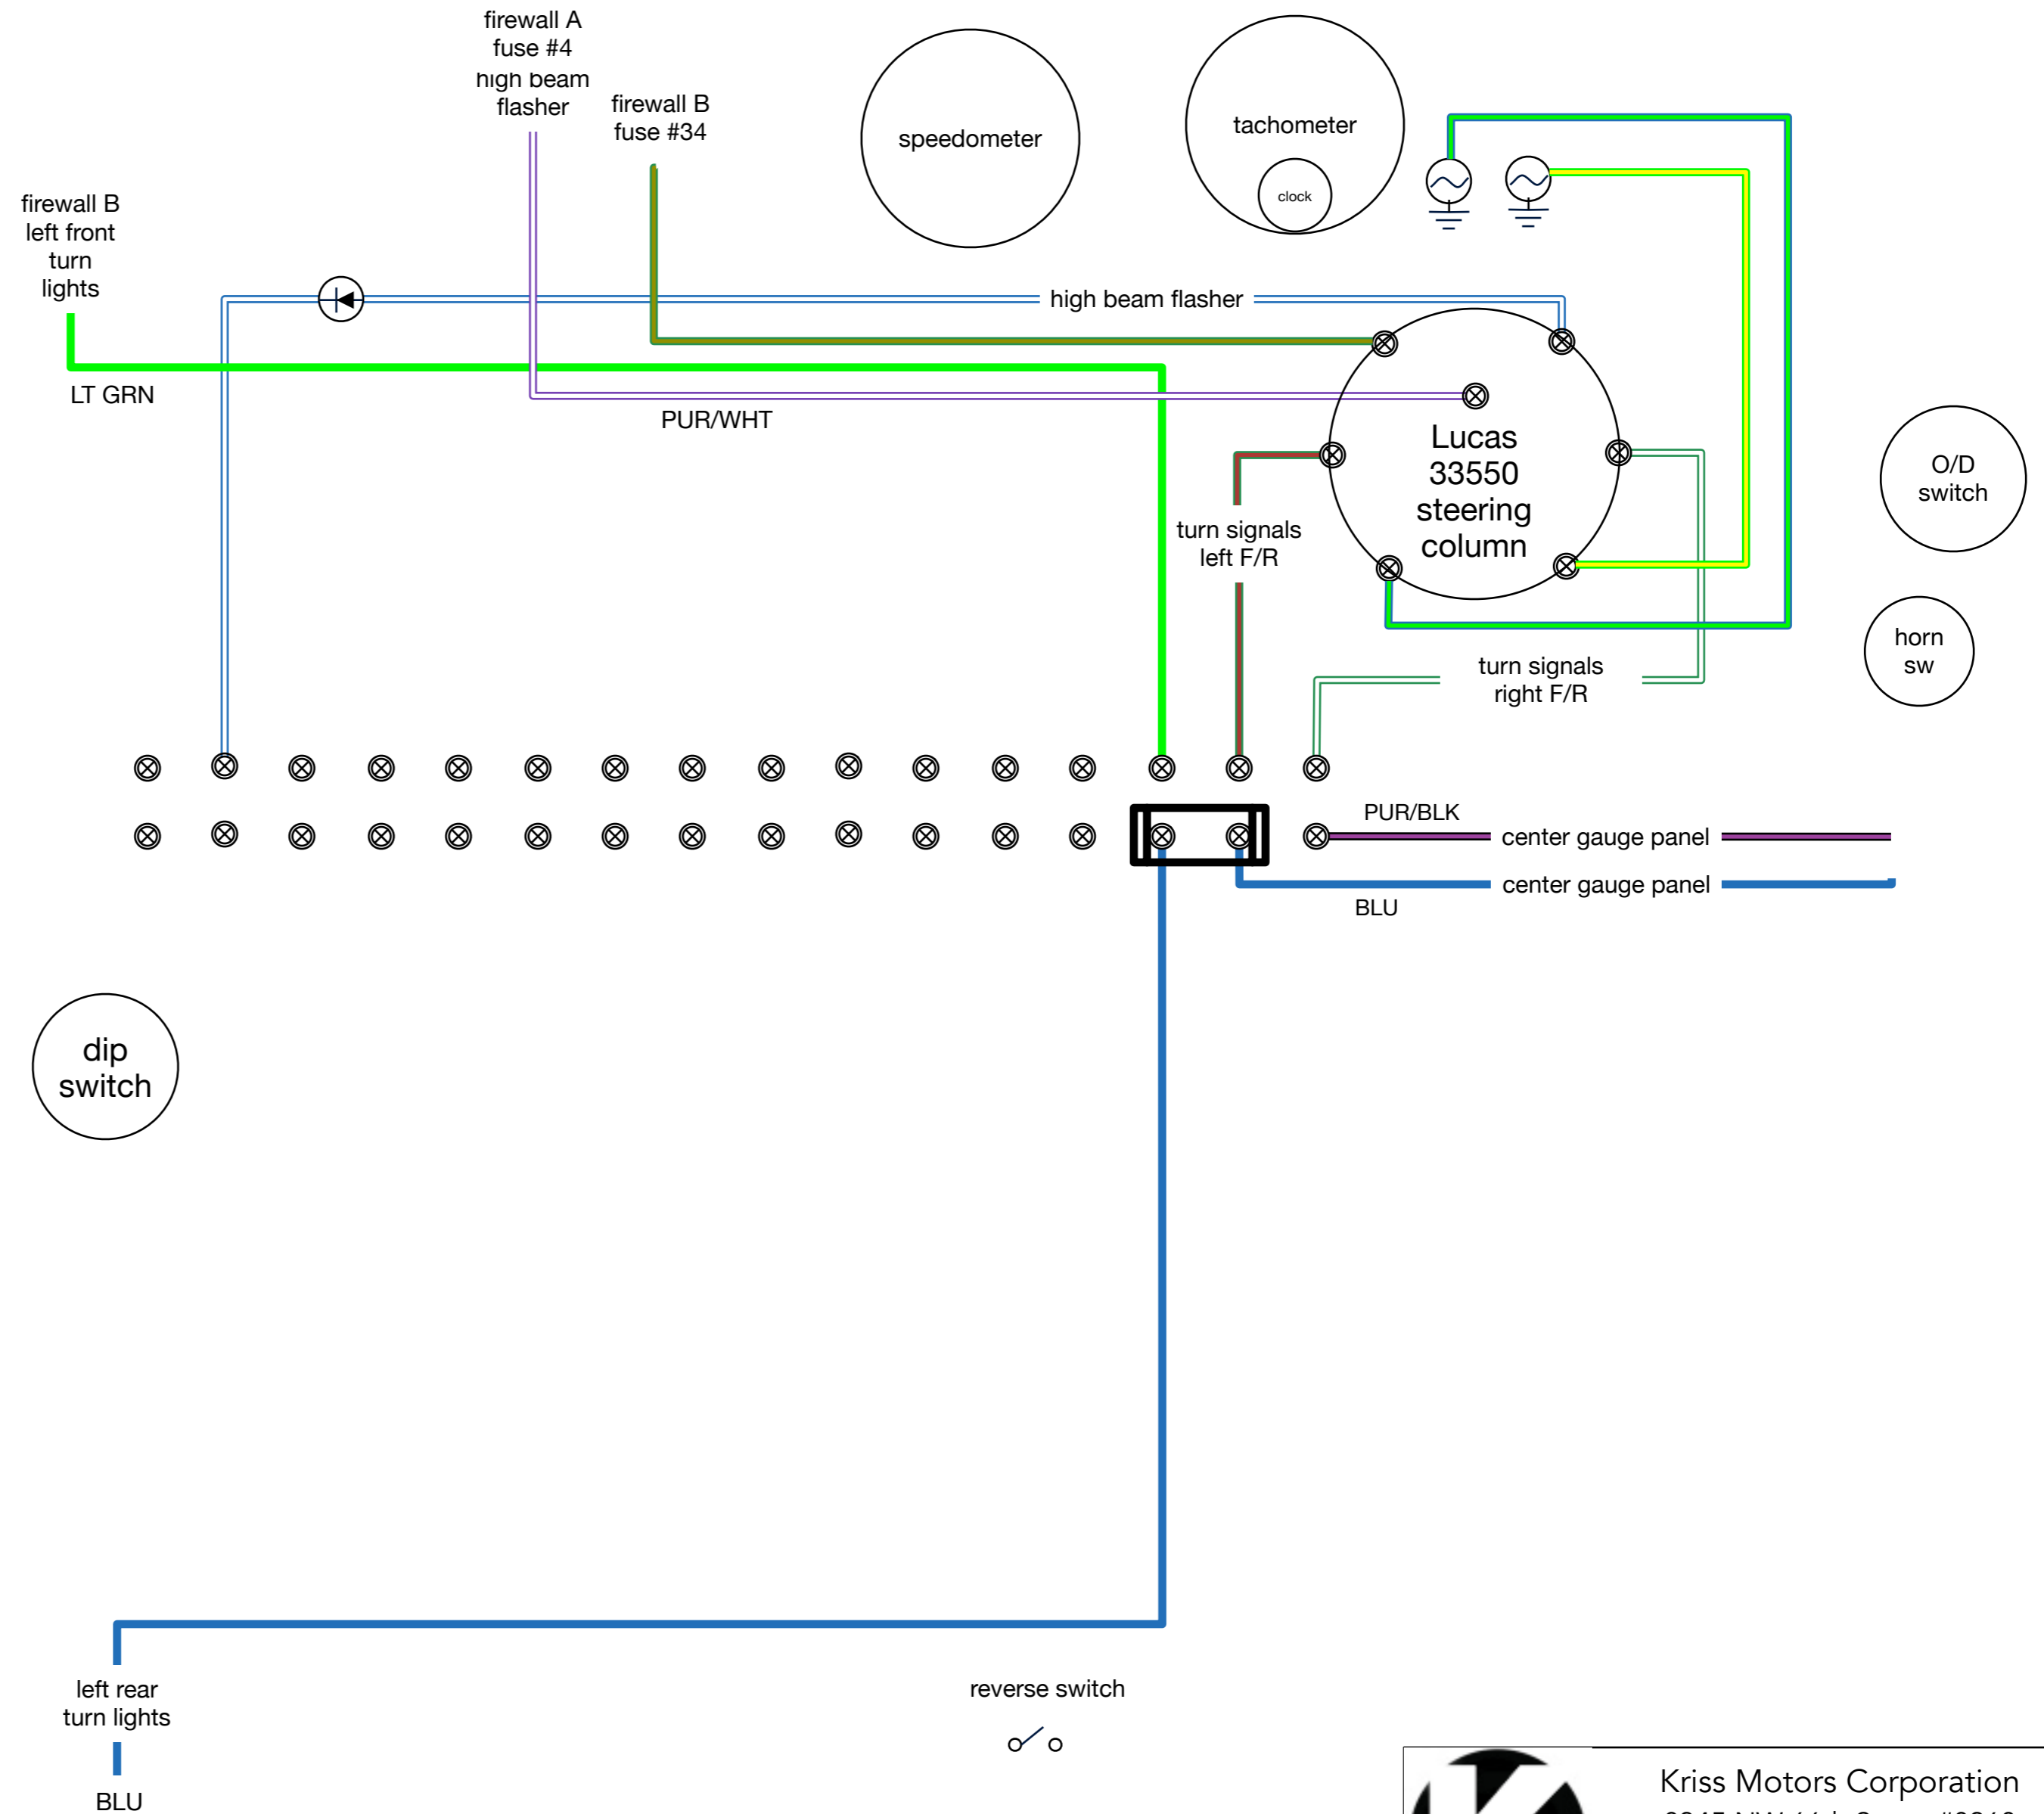 firewall A
fuse #4
high beam
flasher
firewall B
fuse #34
speedometer
tachometer
clock
firewall B
left front
turn
lights
high beam flasher
LT GRN
PUR/WHT
Lucas
33550
steering
column
O/D
switch
turn signals
left F/R
horn
sw
turn signals
right F/R
PUR/BLK
center gauge panel
center gauge panel
BLU
dip
switch
left rear
turn lights
reverse switch
BLU
Kriss Motors Corporation